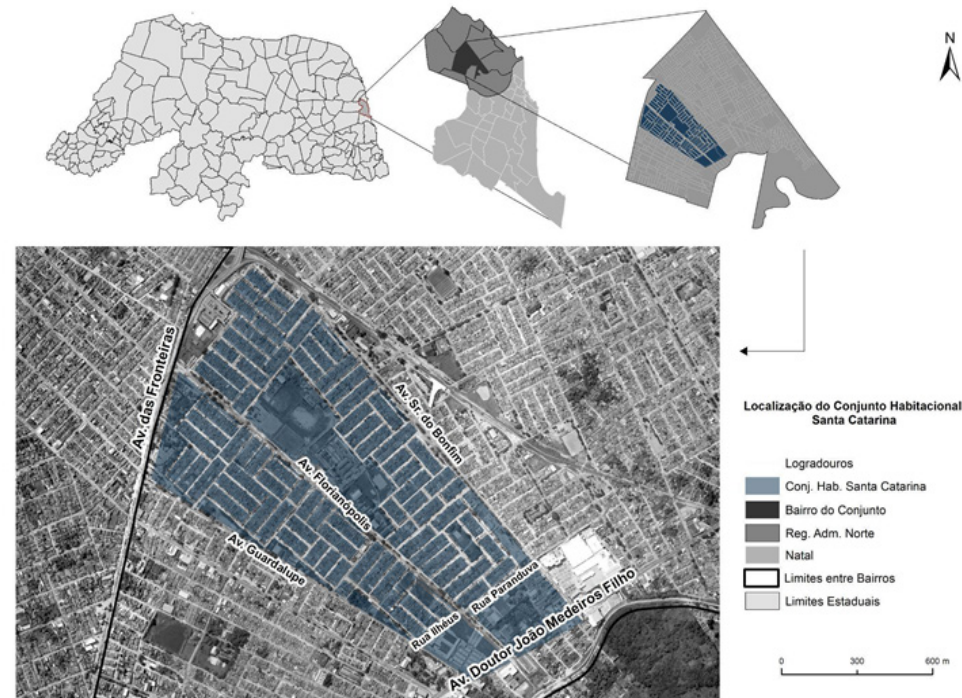 N
Av. das Fronteiras
Av. Sr. do Bonfim
Av. Florianópolis
Av. Guardalupe
Rua Paranduva
Rua Ilhéus
Av. Doutor João Medeiros Filho
Localização do Conjunto Habitacional
Santa Catarina
Logradouros
Conj. Hab. Santa Catarina
Bairro do Conjunto
Reg. Adm. Norte
Natal
Limites entre Bairros
Limites Estaduais
0 300 600 m